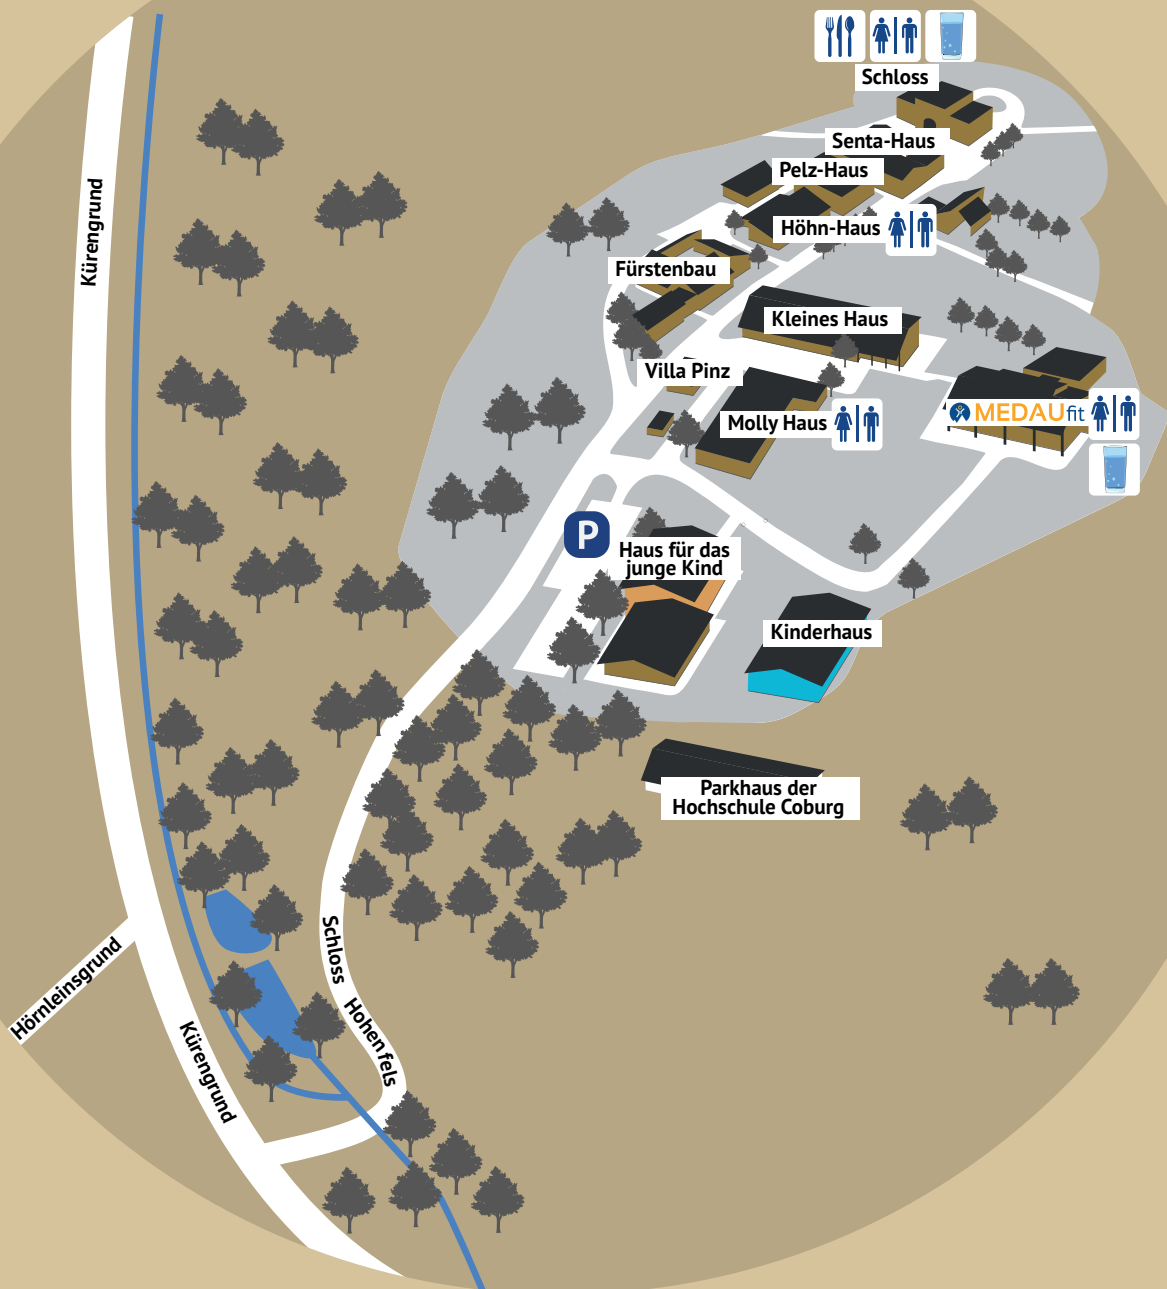 Schloss
Senta-Haus
Pelz-Haus
Höhn-Haus
Fürstenbau
Kleines Haus
Villa Pinz
Molly Haus
MEDAUfit
P
Haus für das
junge Kind
Kinderhaus
Parkhaus der
Hochschule Coburg
Kürengrund
Schloss Hohenfels
Hörnleinsgrund
Kürengrund